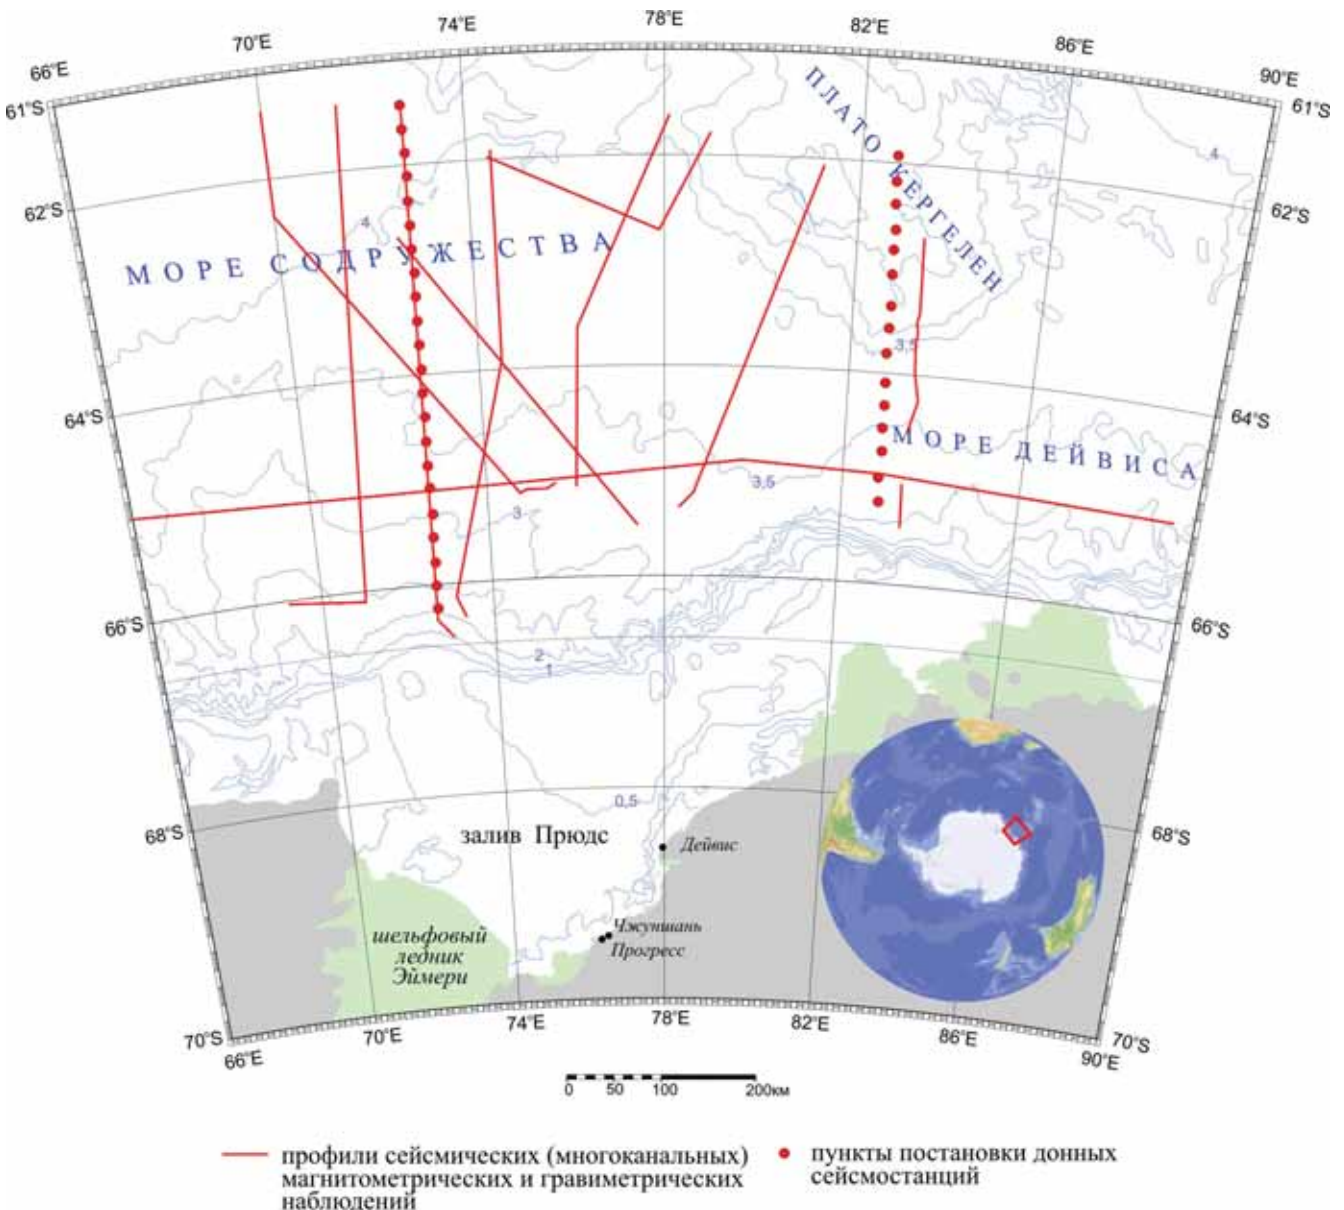 66°E
70°E
74°E
78°E
82°E
86°E
90°E
61°S
61°S
ПЛАТО КЕРГЕЛЕН
4
62°S
62°S
4
МОРЕ СОДРУЖЕСТВА
3,5
64°S
64°S
МОРЕ ДЕЙВИСА
3,5
3
66°S
66°S
2
1
0,5
68°S
68°S
залив Прюдс
Дейвис
Чжуншань
Прогресс
шельфовый
ледник
Эймери
70°S
70°S
66°E
70°E
74°E
78°E
82°E
86°E
90°E
0 50 100 200км
профили сейсмических (многоканальных)
магнитометрических и гравиметрических
наблюдений
пункты постановки донных
сейсмостанций